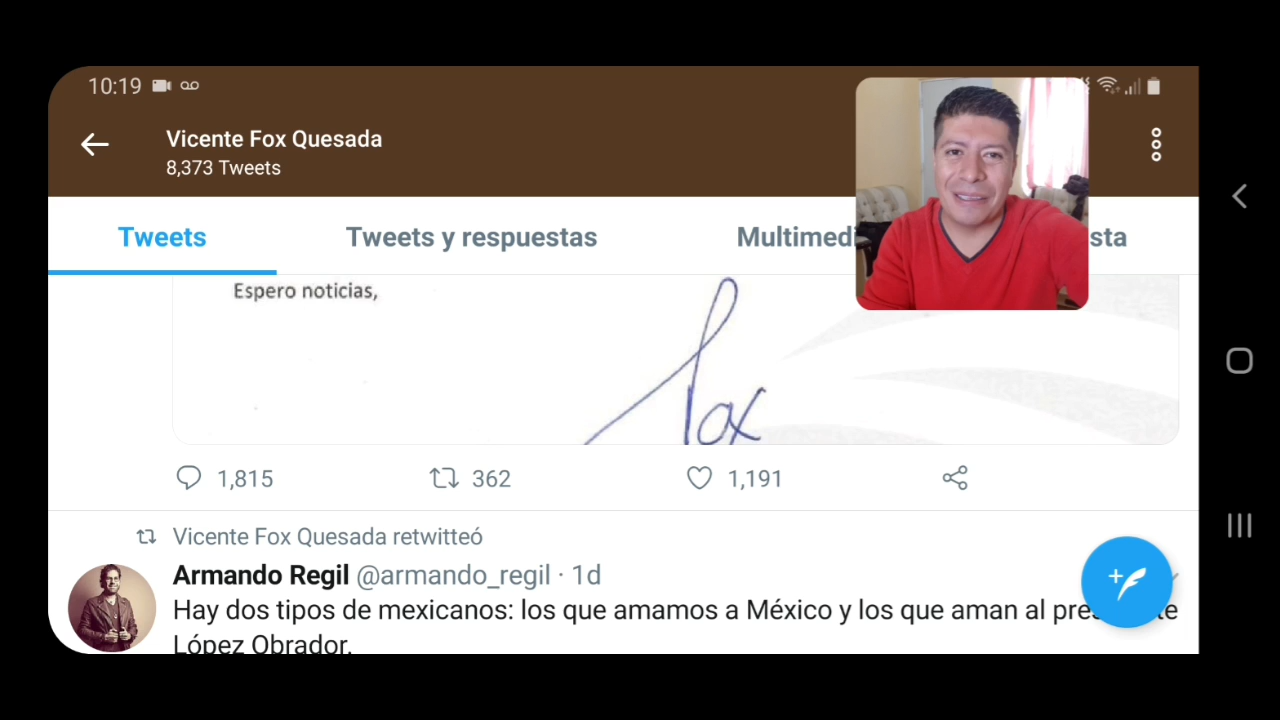 10:19
Vicente Fox Quesada
8,373 Tweets
Tweets
Tweets y respuestas
Multimedi
sta
Espero noticias,
Fox
1,815
362
1,191
Vicente Fox Quesada retwitteó
Armando Regil @armando_regil · 1d
Hay dos tipos de mexicanos: los que amamos a México y los que aman al pres te
López Obrador.